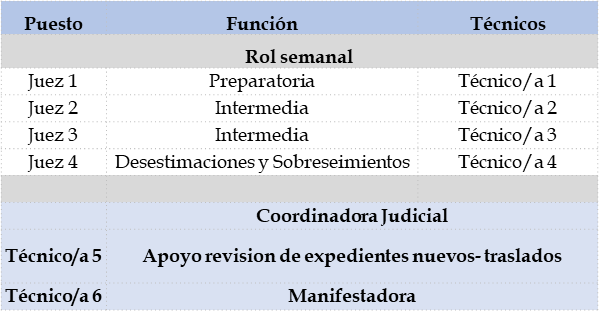 Puesto Función Técnicos
Rol semanal
Juez 1 Preparatoria Técnico/a 1
Juez 2 Intermedia Técnico/a 2
Juez 3 Intermedia Técnico/a 3
Juez 4 Desestimaciones y Sobreseimientos Técnico/a 4
Coordinadora Judicial
Técnico/a 5 Apoyo revision de expedientes nuevos- traslados
Técnico/a 6 Manifestadora